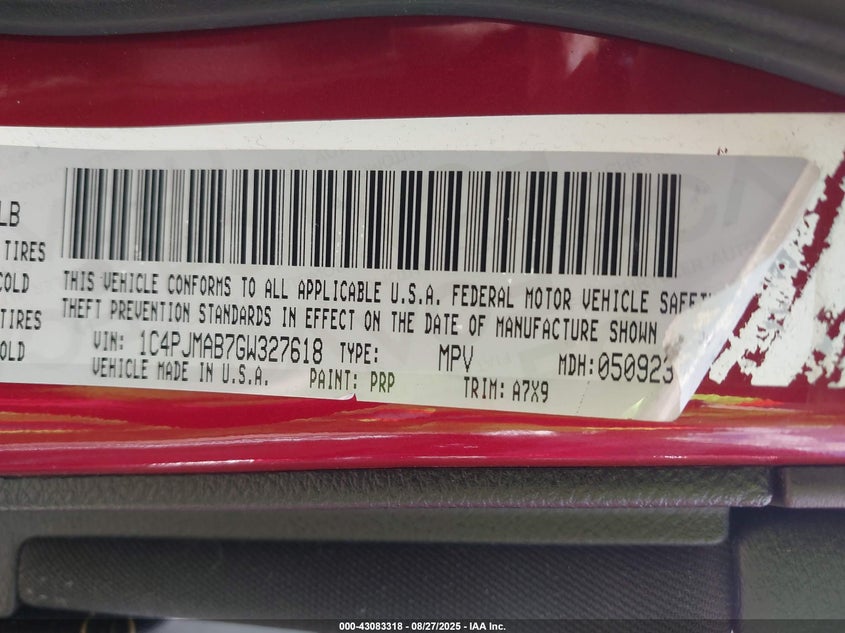 LB
TIRES
COLD
THIS VEHICLE CONFORMS TO ALL APPLICABLE U.S.A. FEDERAL MOTOR VEHICLE
TIRES
THEFT PREVENTION STANDARDS IN EFFECT ON THE DATE OF MANUFACTURE SHOWN
OLD
VIN: 1C4PJMAB7GW327618 TYPE: MPV MDH: 050923
VEHICLE MADE IN U.S.A. PAINT: PRP TRIM: A7X9
000-43083318 - 08/27/2025 - IAA Inc.